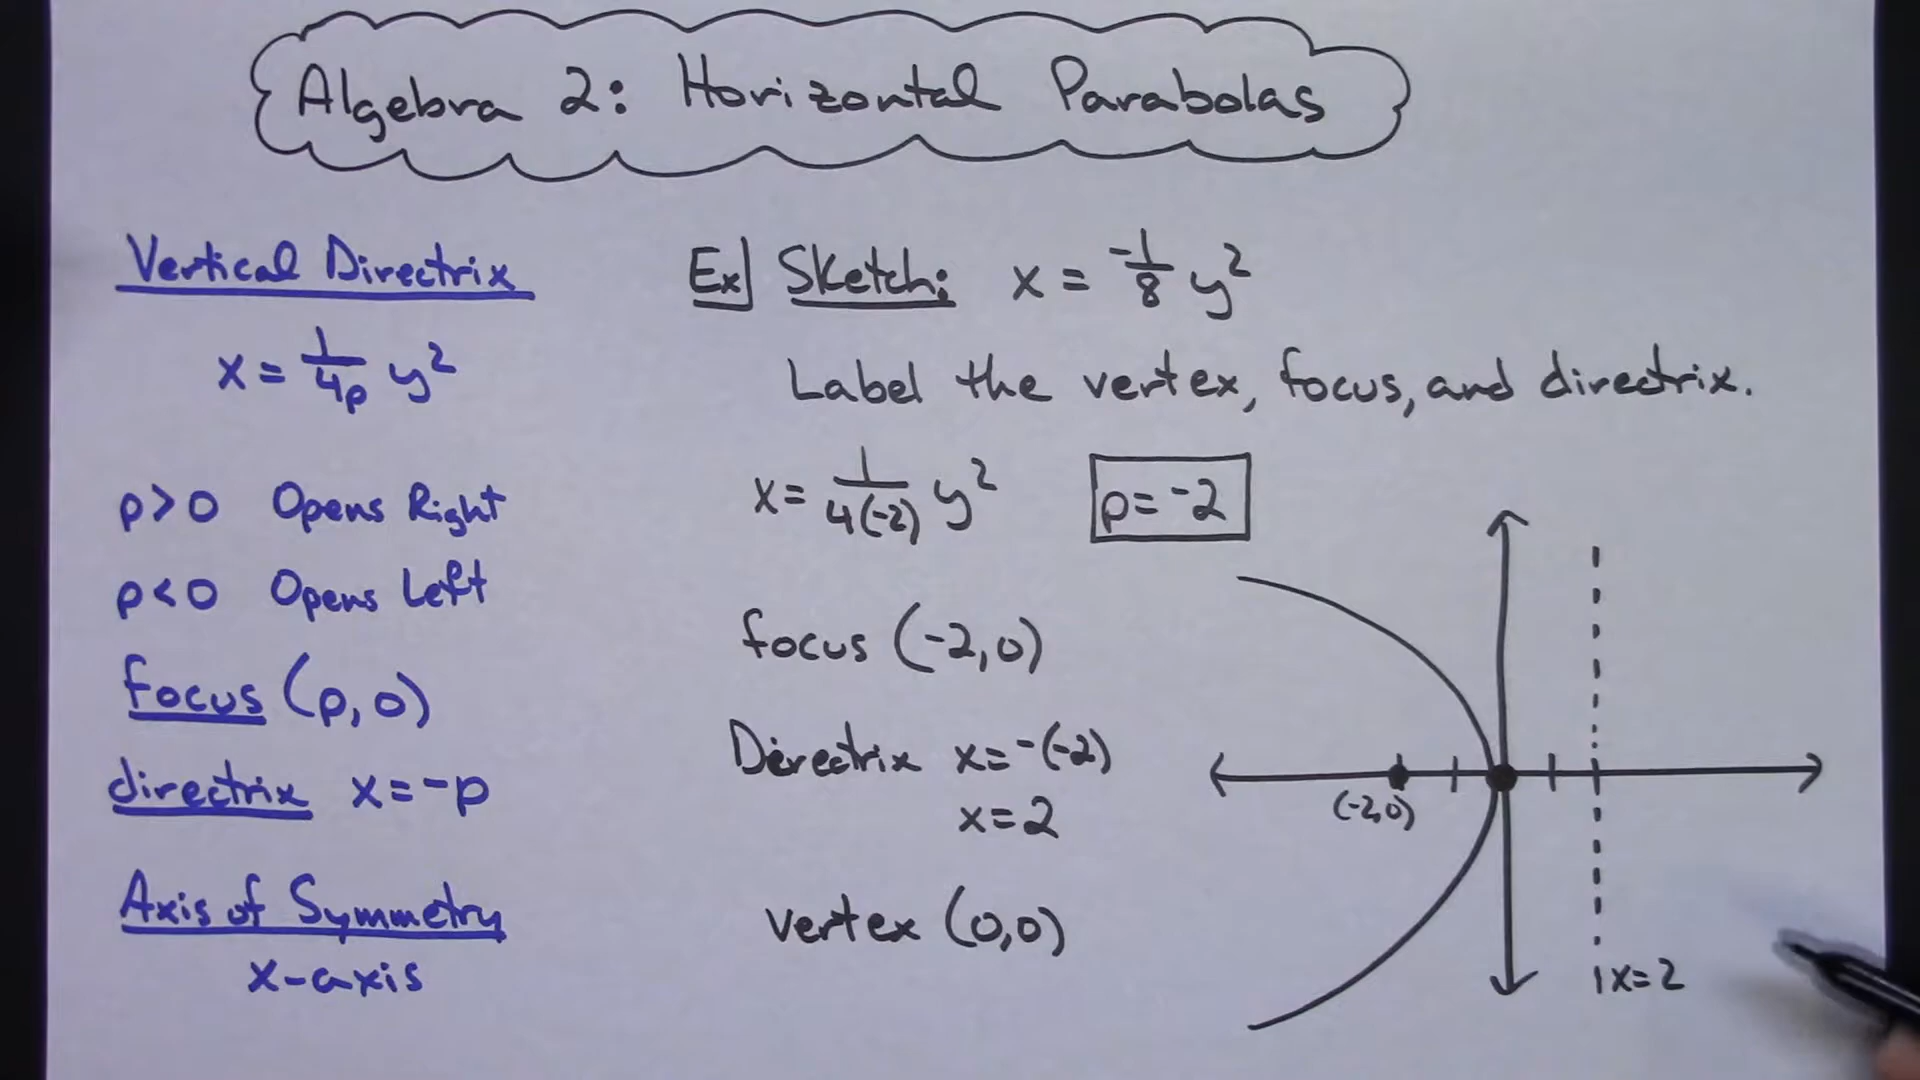 Algebra 2: Horizontal Parabolas
Vertical Directrix
x = 1/4p y²
p>0 Opens Right
p<0 Opens Left
focus (p,0)
directrix x=-p
Axis of Symmetry
x-axis
Ex] Sketch: x = -1/8 y²
Label the vertex, focus, and directrix.
x = 1/4(-2) y² p=-2
focus (-2,0)
Directrix x=-(-2)
x=2
vertex (0,0)
(-2,0)
x=2